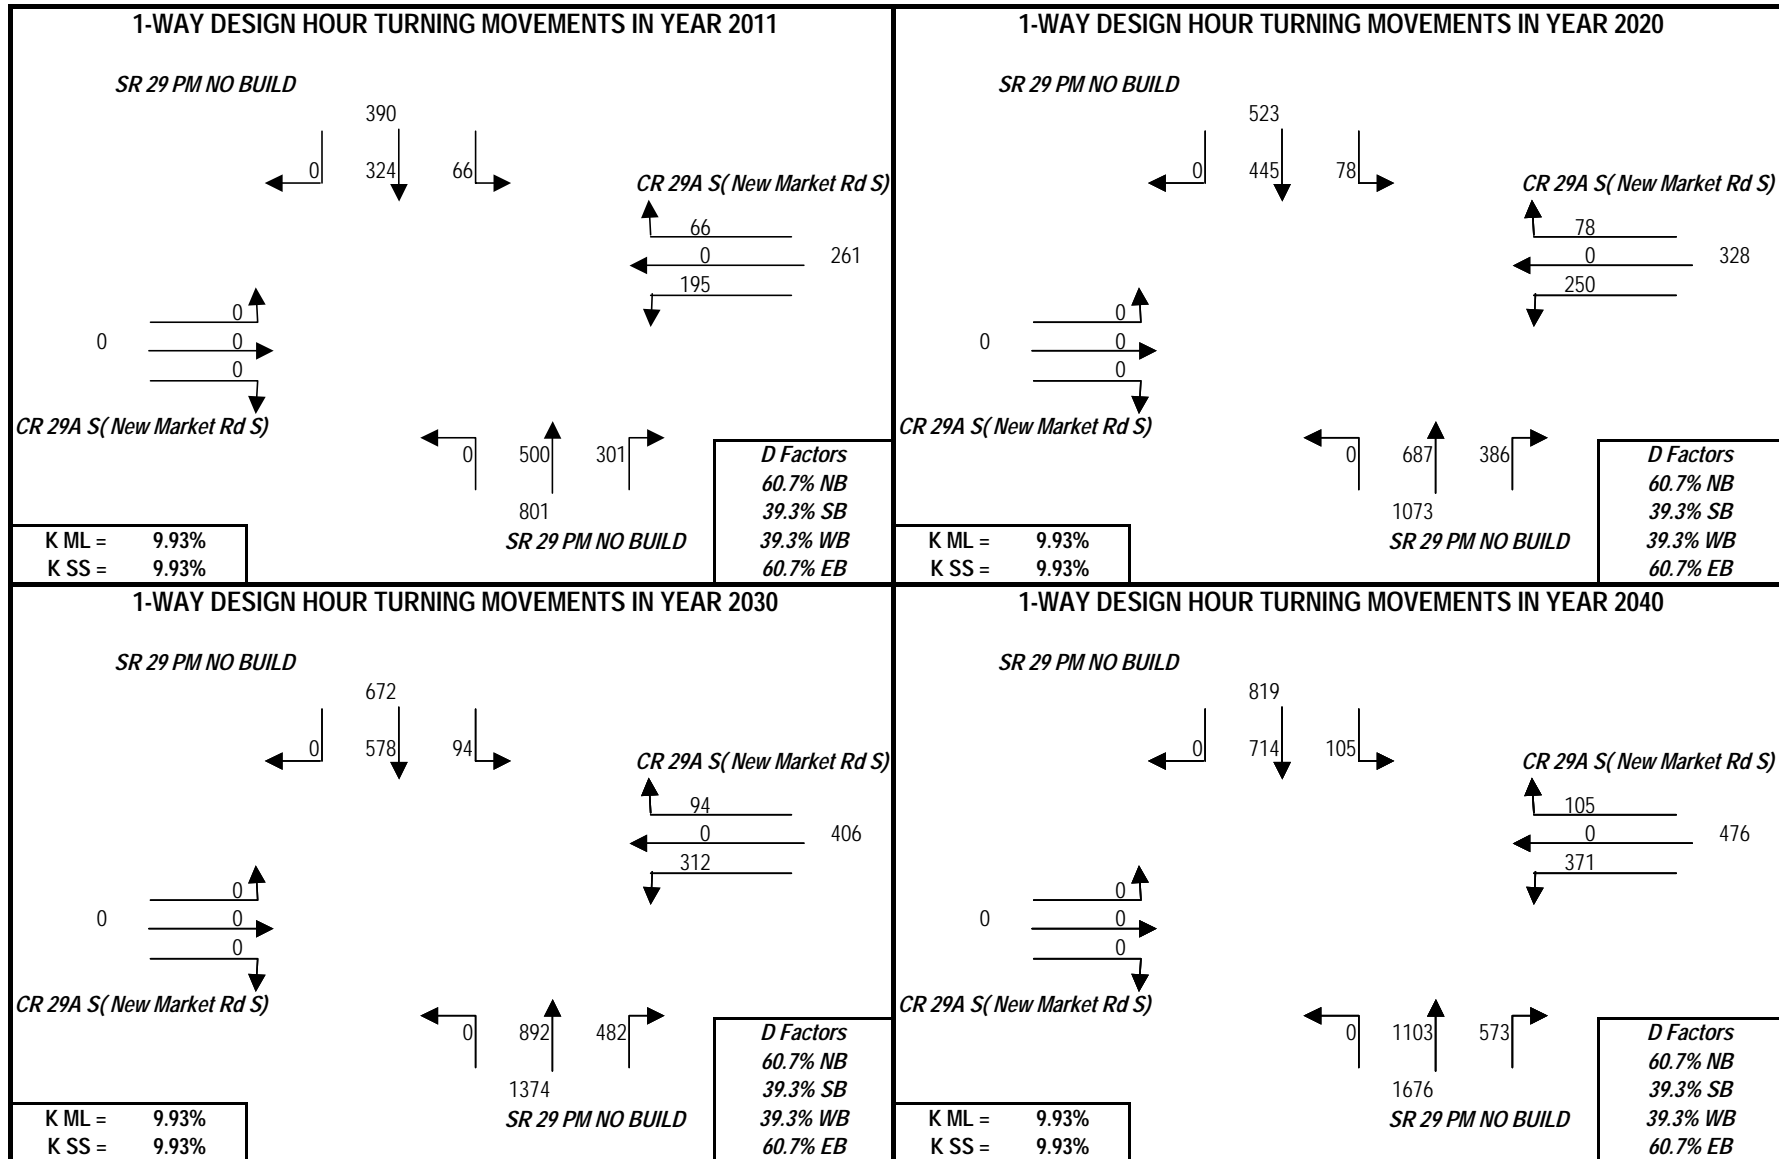 1-WAY DESIGN HOUR TURNING MOVEMENTS IN YEAR 2011
SR 29 PM NO BUILD
390
0 324 66
CR 29A S( New Market Rd S)
66
0 261
195
0
0 0
0
CR 29A S( New Market Rd S)
0 500 301
801
SR 29 PM NO BUILD
D Factors
60.7% NB
39.3% SB
39.3% WB
60.7% EB
K ML = 9.93%
K SS = 9.93%
1-WAY DESIGN HOUR TURNING MOVEMENTS IN YEAR 2020
SR 29 PM NO BUILD
523
0 445 78
CR 29A S( New Market Rd S)
78
0 328
250
0
0 0
0
CR 29A S( New Market Rd S)
0 687 386
1073
SR 29 PM NO BUILD
D Factors
60.7% NB
39.3% SB
39.3% WB
60.7% EB
K ML = 9.93%
K SS = 9.93%
1-WAY DESIGN HOUR TURNING MOVEMENTS IN YEAR 2030
SR 29 PM NO BUILD
672
0 578 94
CR 29A S( New Market Rd S)
94
0 406
312
0
0 0
0
CR 29A S( New Market Rd S)
0 892 482
1374
SR 29 PM NO BUILD
D Factors
60.7% NB
39.3% SB
39.3% WB
60.7% EB
K ML = 9.93%
K SS = 9.93%
1-WAY DESIGN HOUR TURNING MOVEMENTS IN YEAR 2040
SR 29 PM NO BUILD
819
0 714 105
CR 29A S( New Market Rd S)
105
0 476
371
0
0 0
0
CR 29A S( New Market Rd S)
0 1103 573
1676
SR 29 PM NO BUILD
D Factors
60.7% NB
39.3% SB
39.3% WB
60.7% EB
K ML = 9.93%
K SS = 9.93%